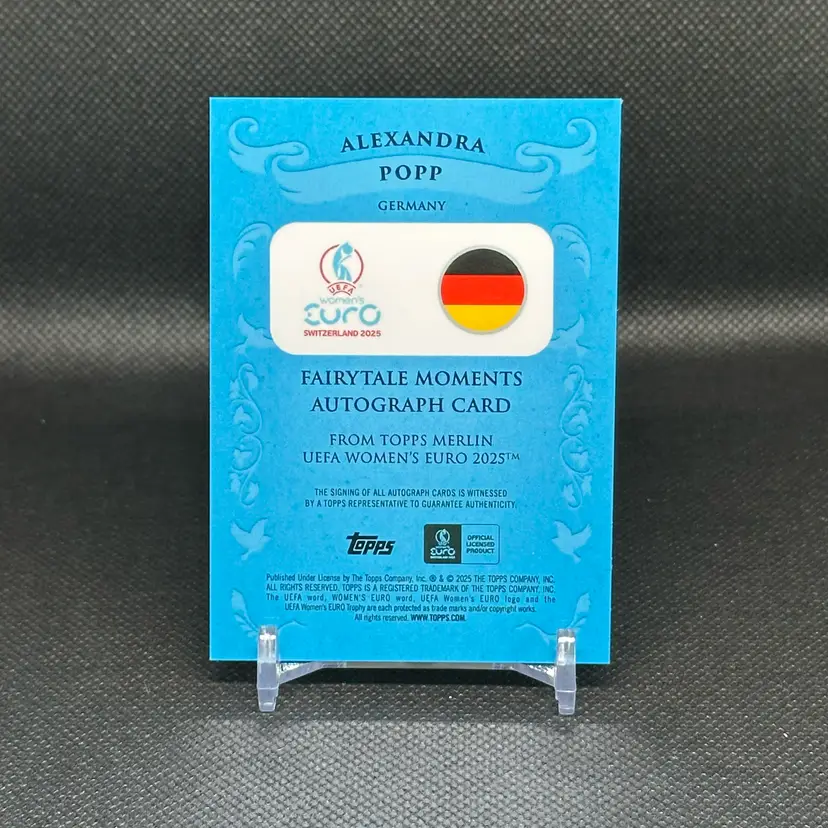 ALEXANDRA
POPP
GERMANY
UEFA
women's
EURO
SWITZERLAND 2025
FAIRYTALE MOMENTS
AUTOGRAPH CARD
FROM TOPPS MERLIN
UEFA WOMEN'S EURO 2025™
THE SIGNING OF ALL AUTOGRAPH CARDS IS WITNESSED
BY A TOPPS REPRESENTATIVE TO GUARANTEE AUTHENTICITY.
topps
EURO
OFFICIAL
LICENSED
PRODUCT
Published Under License by The Topps Company, Inc. ® & © 2025 THE TOPPS COMPANY, INC.
ALL RIGHTS RESERVED. TOPPS IS A REGISTERED TRADEMARK OF THE TOPPS COMPANY, INC.
The UEFA word, WOMEN'S EURO word, UEFA Women's EURO logo and the
UEFA Women's EURO Trophy are each protected as trade marks and/or copyright works.
All rights reserved. WWW.TOPPS.COM.